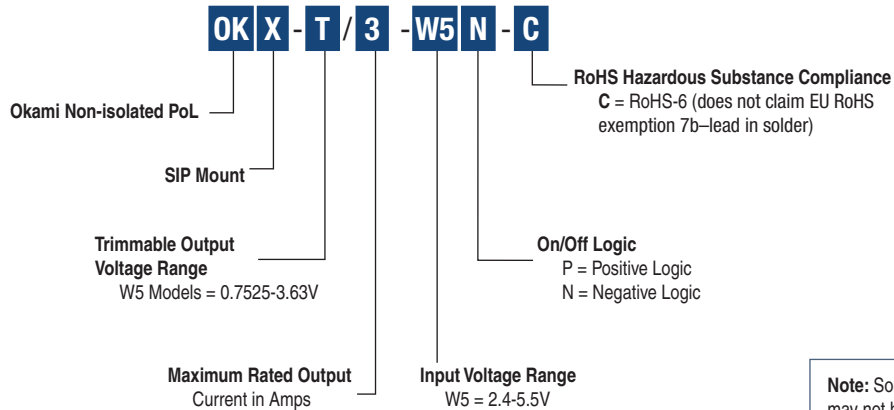 OK X - T / 3 - W5 N - C
RoHS Hazardous Substance Compliance
C = RoHS-6 (does not claim EU RoHS
exemption 7b–lead in solder)
Okami Non-isolated PoL
SIP Mount
Trimmable Output
Voltage Range
W5 Models = 0.7525-3.63V
On/Off Logic
P = Positive Logic
N = Negative Logic
Maximum Rated Output
Current in Amps
Input Voltage Range
W5 = 2.4-5.5V
Note:
may not